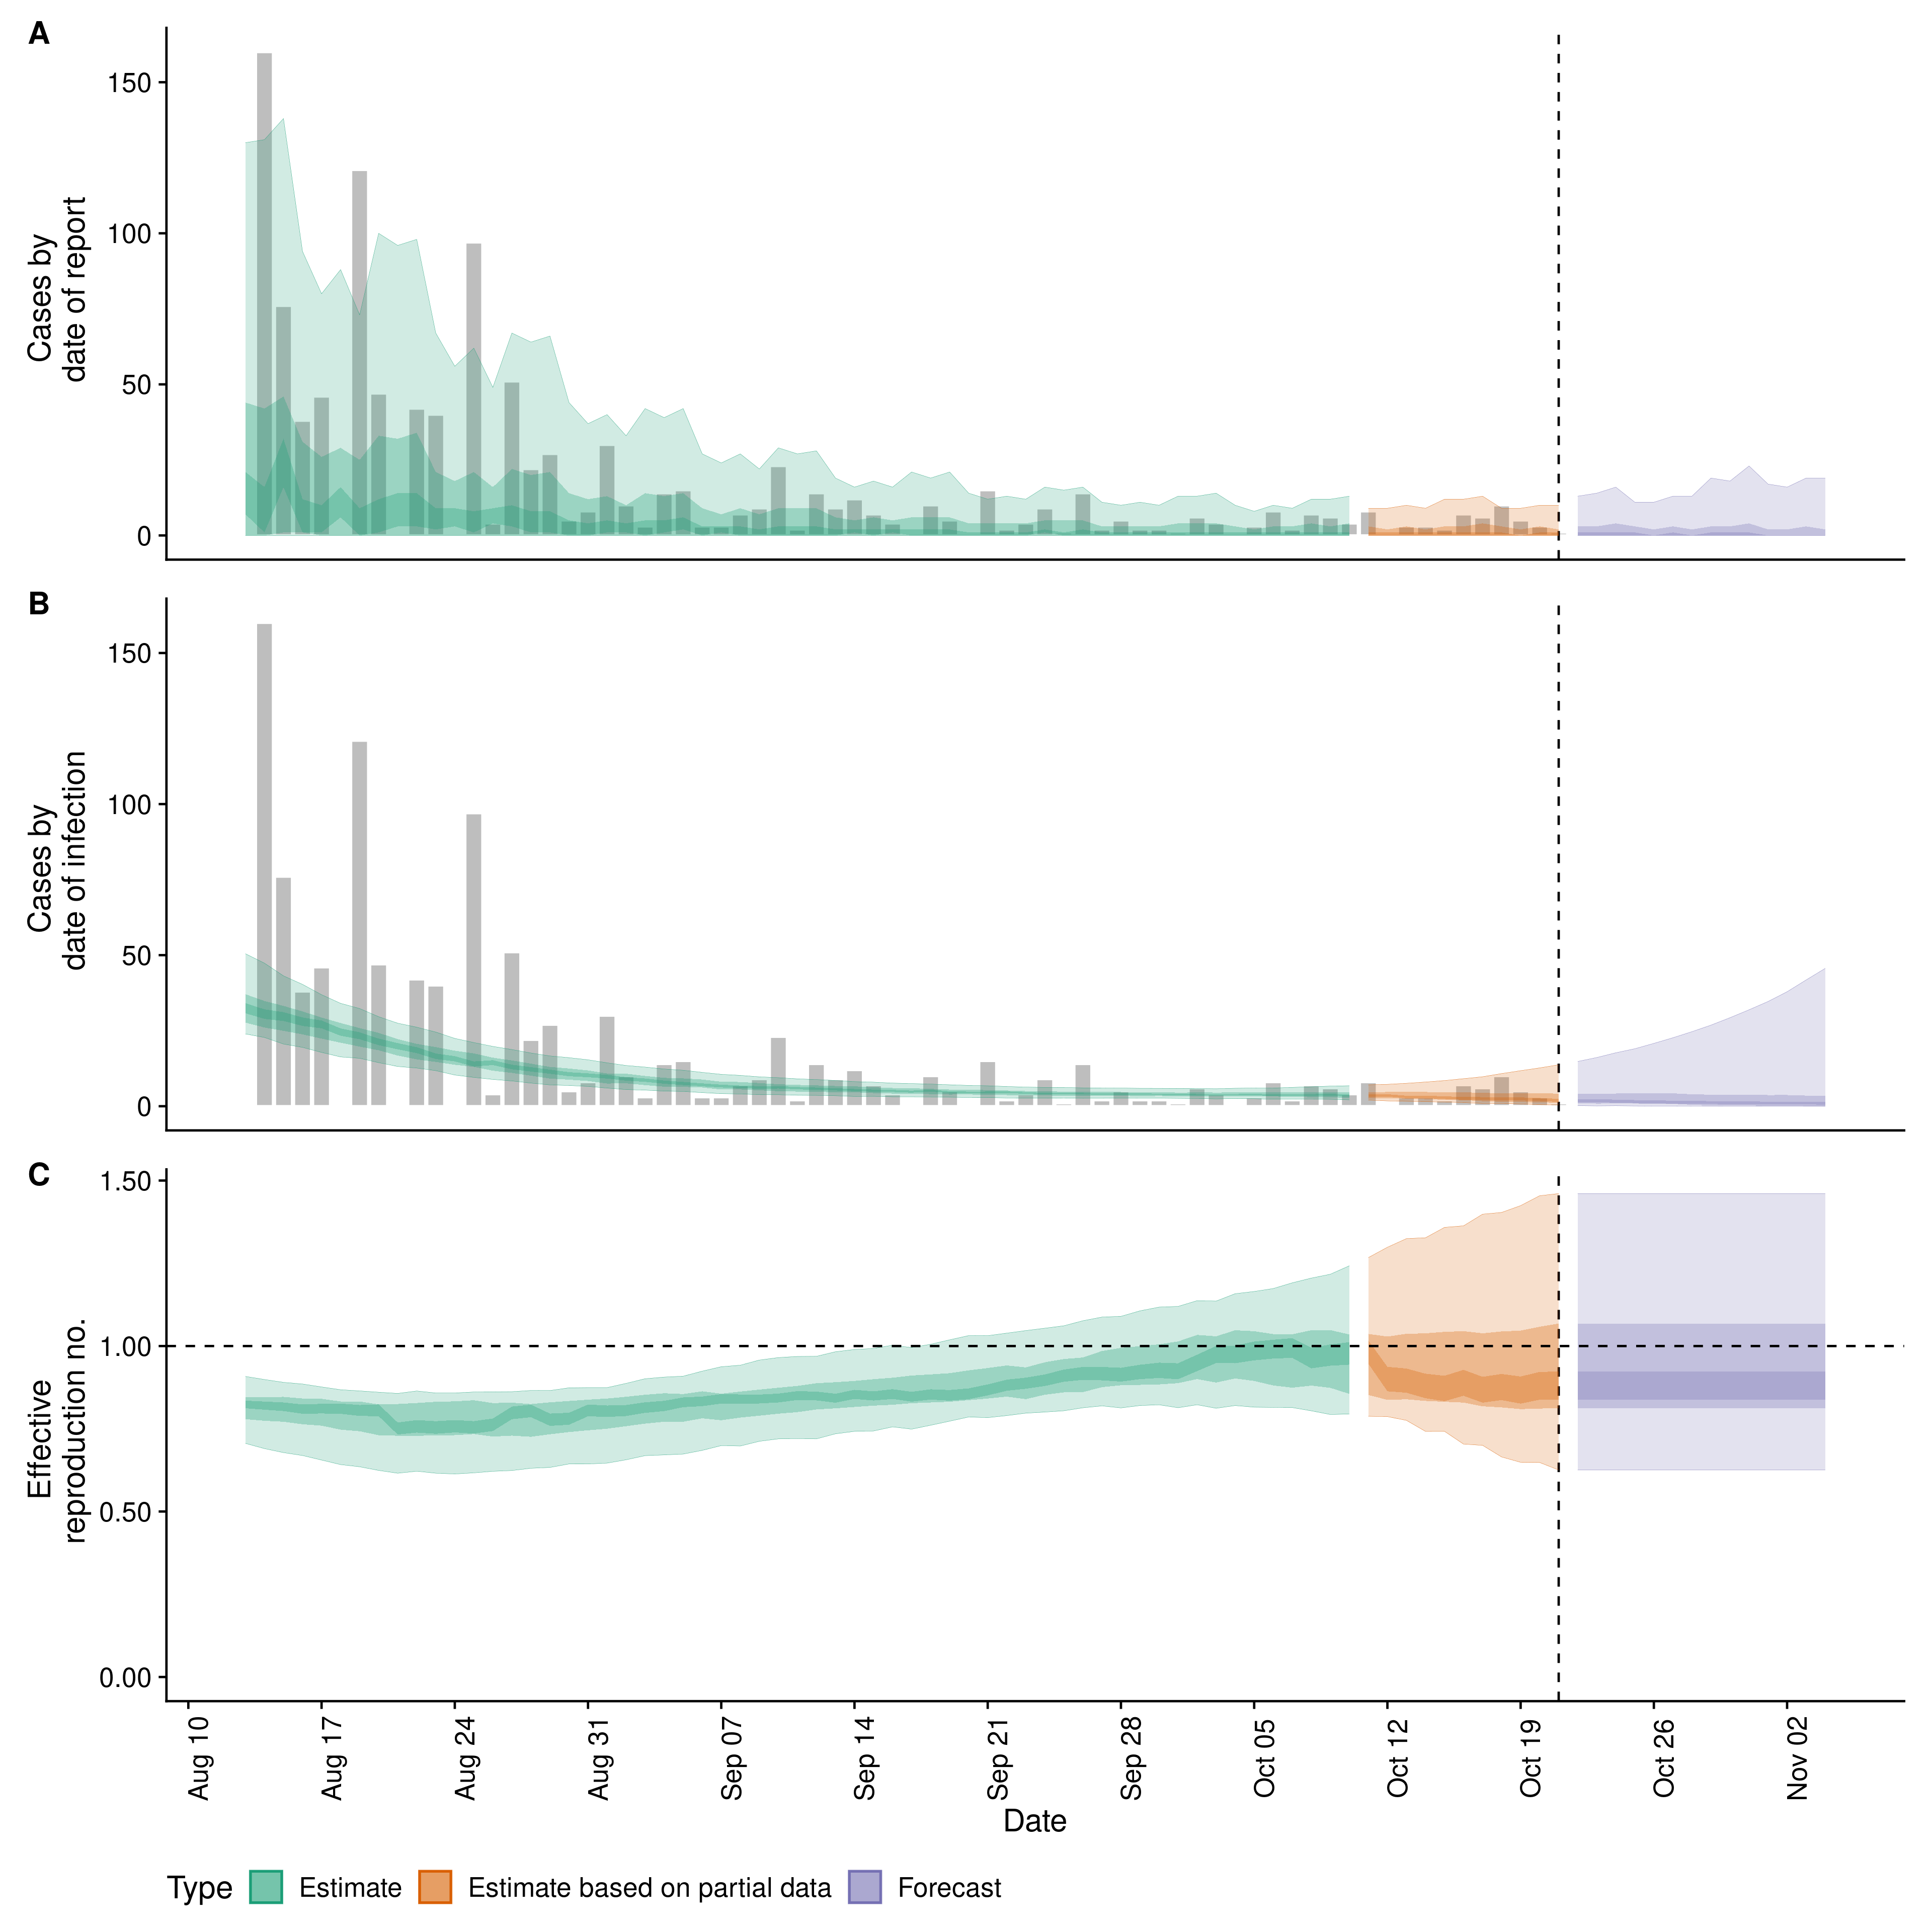 A
150
100
50
0
Cases by
date of report
B
150
100
50
0
Cases by
date of infection
C
1.50
1.00
0.50
0.00
Effective
reproduction no.
Aug 10
Aug 17
Aug 24
Aug 31
Sep 07
Sep 14
Sep 21
Sep 28
Oct 05
Oct 12
Oct 19
Oct 26
Nov 02
Date
Type Estimate Estimate based on partial data Forecast